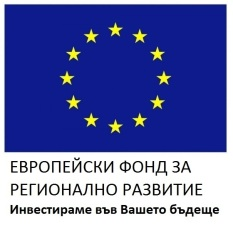 ЕВРОПЕЙСКИ ФОНД ЗА
РЕГИОНАЛНО РАЗВИТИЕ
Инвестираме във Вашето бъдеще